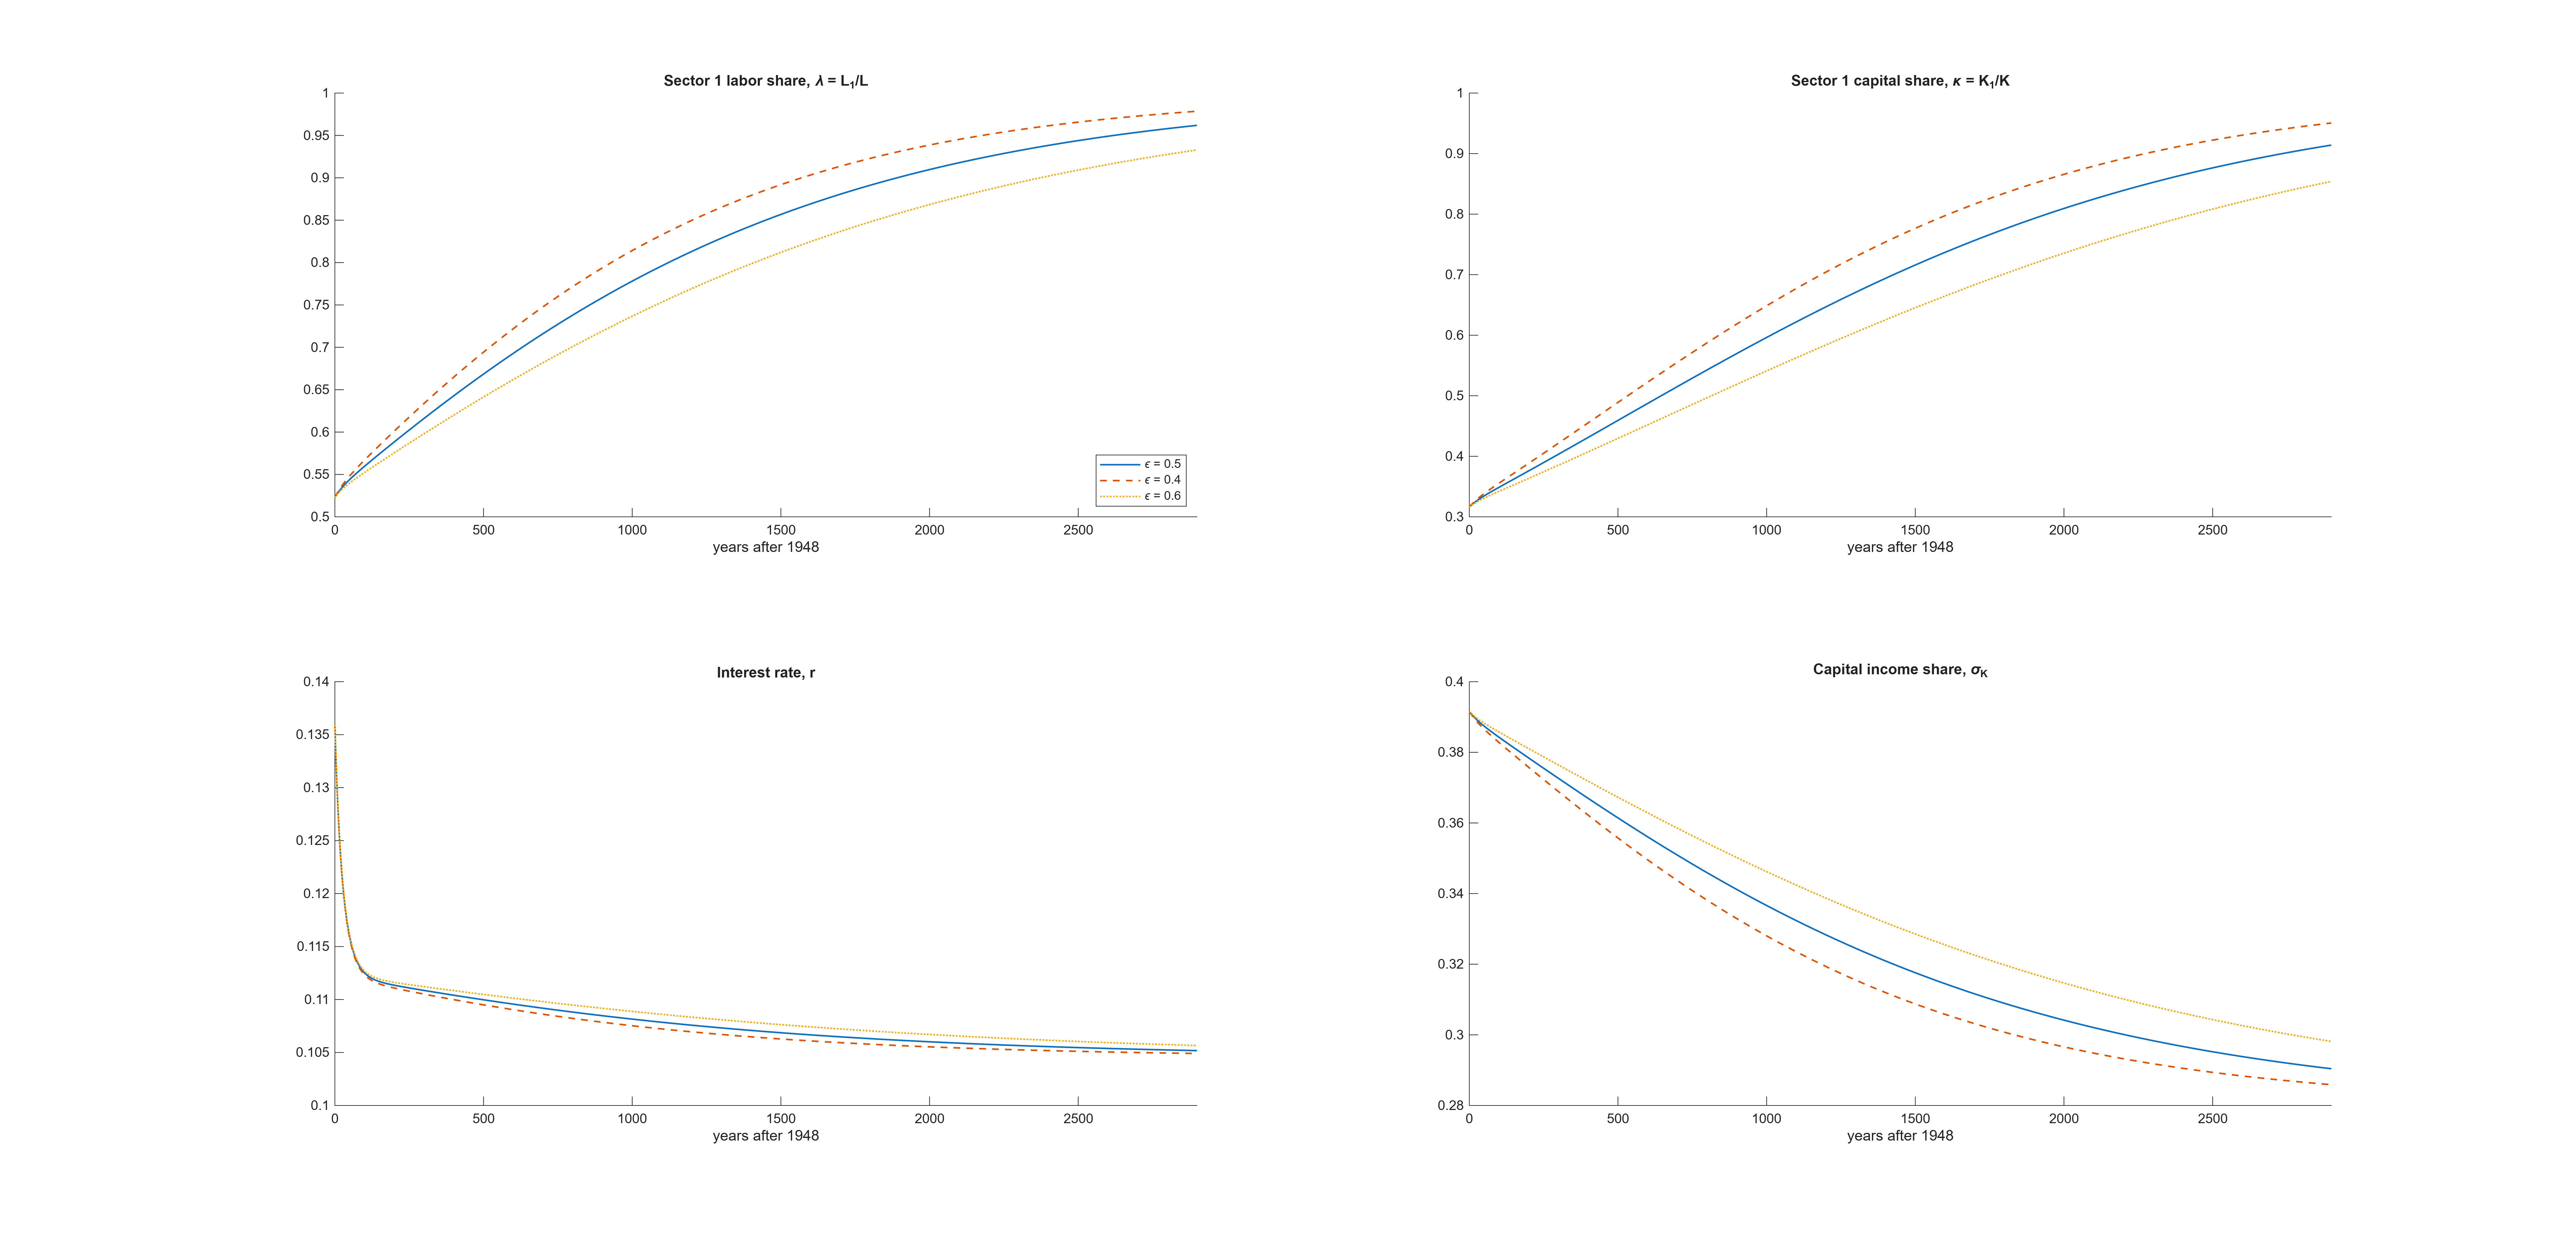 Sector 1 labor share, λ = L₁/L
1
0.95
0.9
0.85
0.8
0.75
0.7
0.65
0.6
0.55
0.5
0 500 1000 1500 2000 2500
years after 1948
ϵ = 0.5
ϵ = 0.4
ϵ = 0.6
Sector 1 capital share, κ = K₁/K
1
0.9
0.8
0.7
0.6
0.5
0.4
0.3
0 500 1000 1500 2000 2500
years after 1948
Interest rate, r
0.14
0.135
0.13
0.125
0.12
0.115
0.11
0.105
0.1
0 500 1000 1500 2000 2500
years after 1948
Capital income share, σK
0.4
0.38
0.36
0.34
0.32
0.3
0.28
0 500 1000 1500 2000 2500
years after 1948